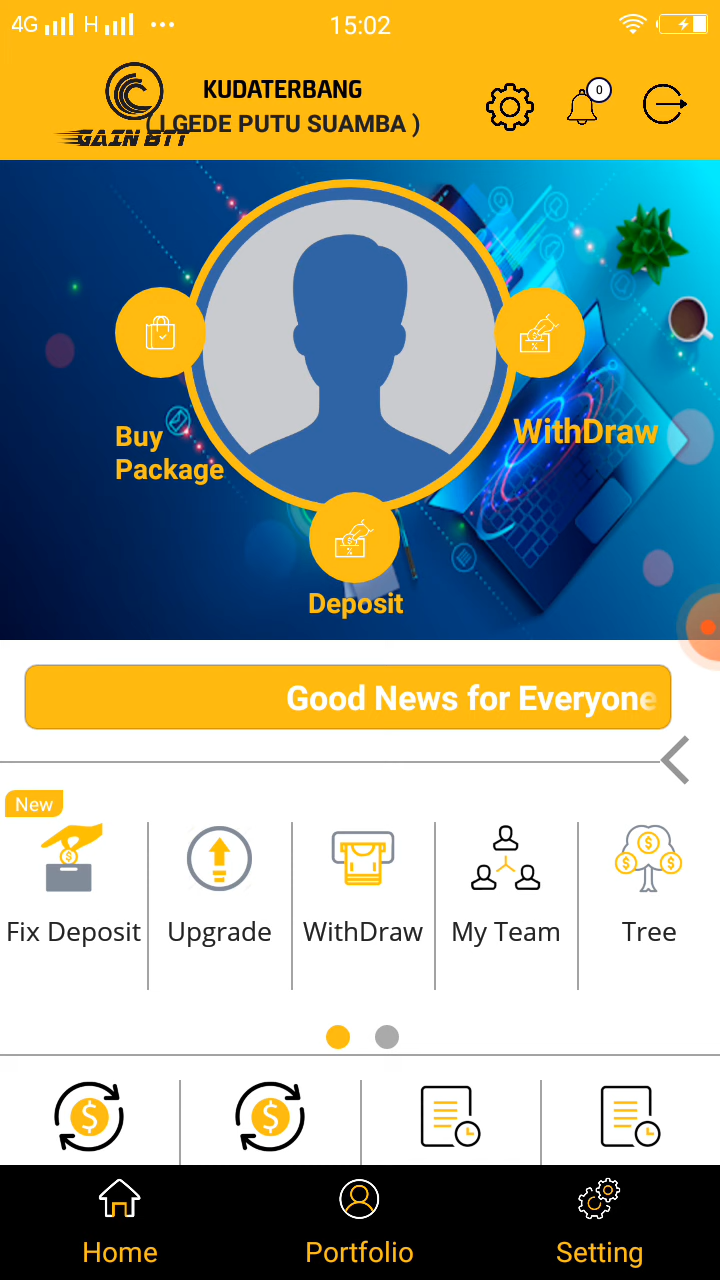 4G H 15:02
KUDATERBANG
0
( I GEDE PUTU SUAMBA )
GAIN BTT
WithDraw
Buy
Package
Deposit
Good News for Everyone
New
Fix Deposit Upgrade WithDraw My Team Tree
Home Portfolio Setting